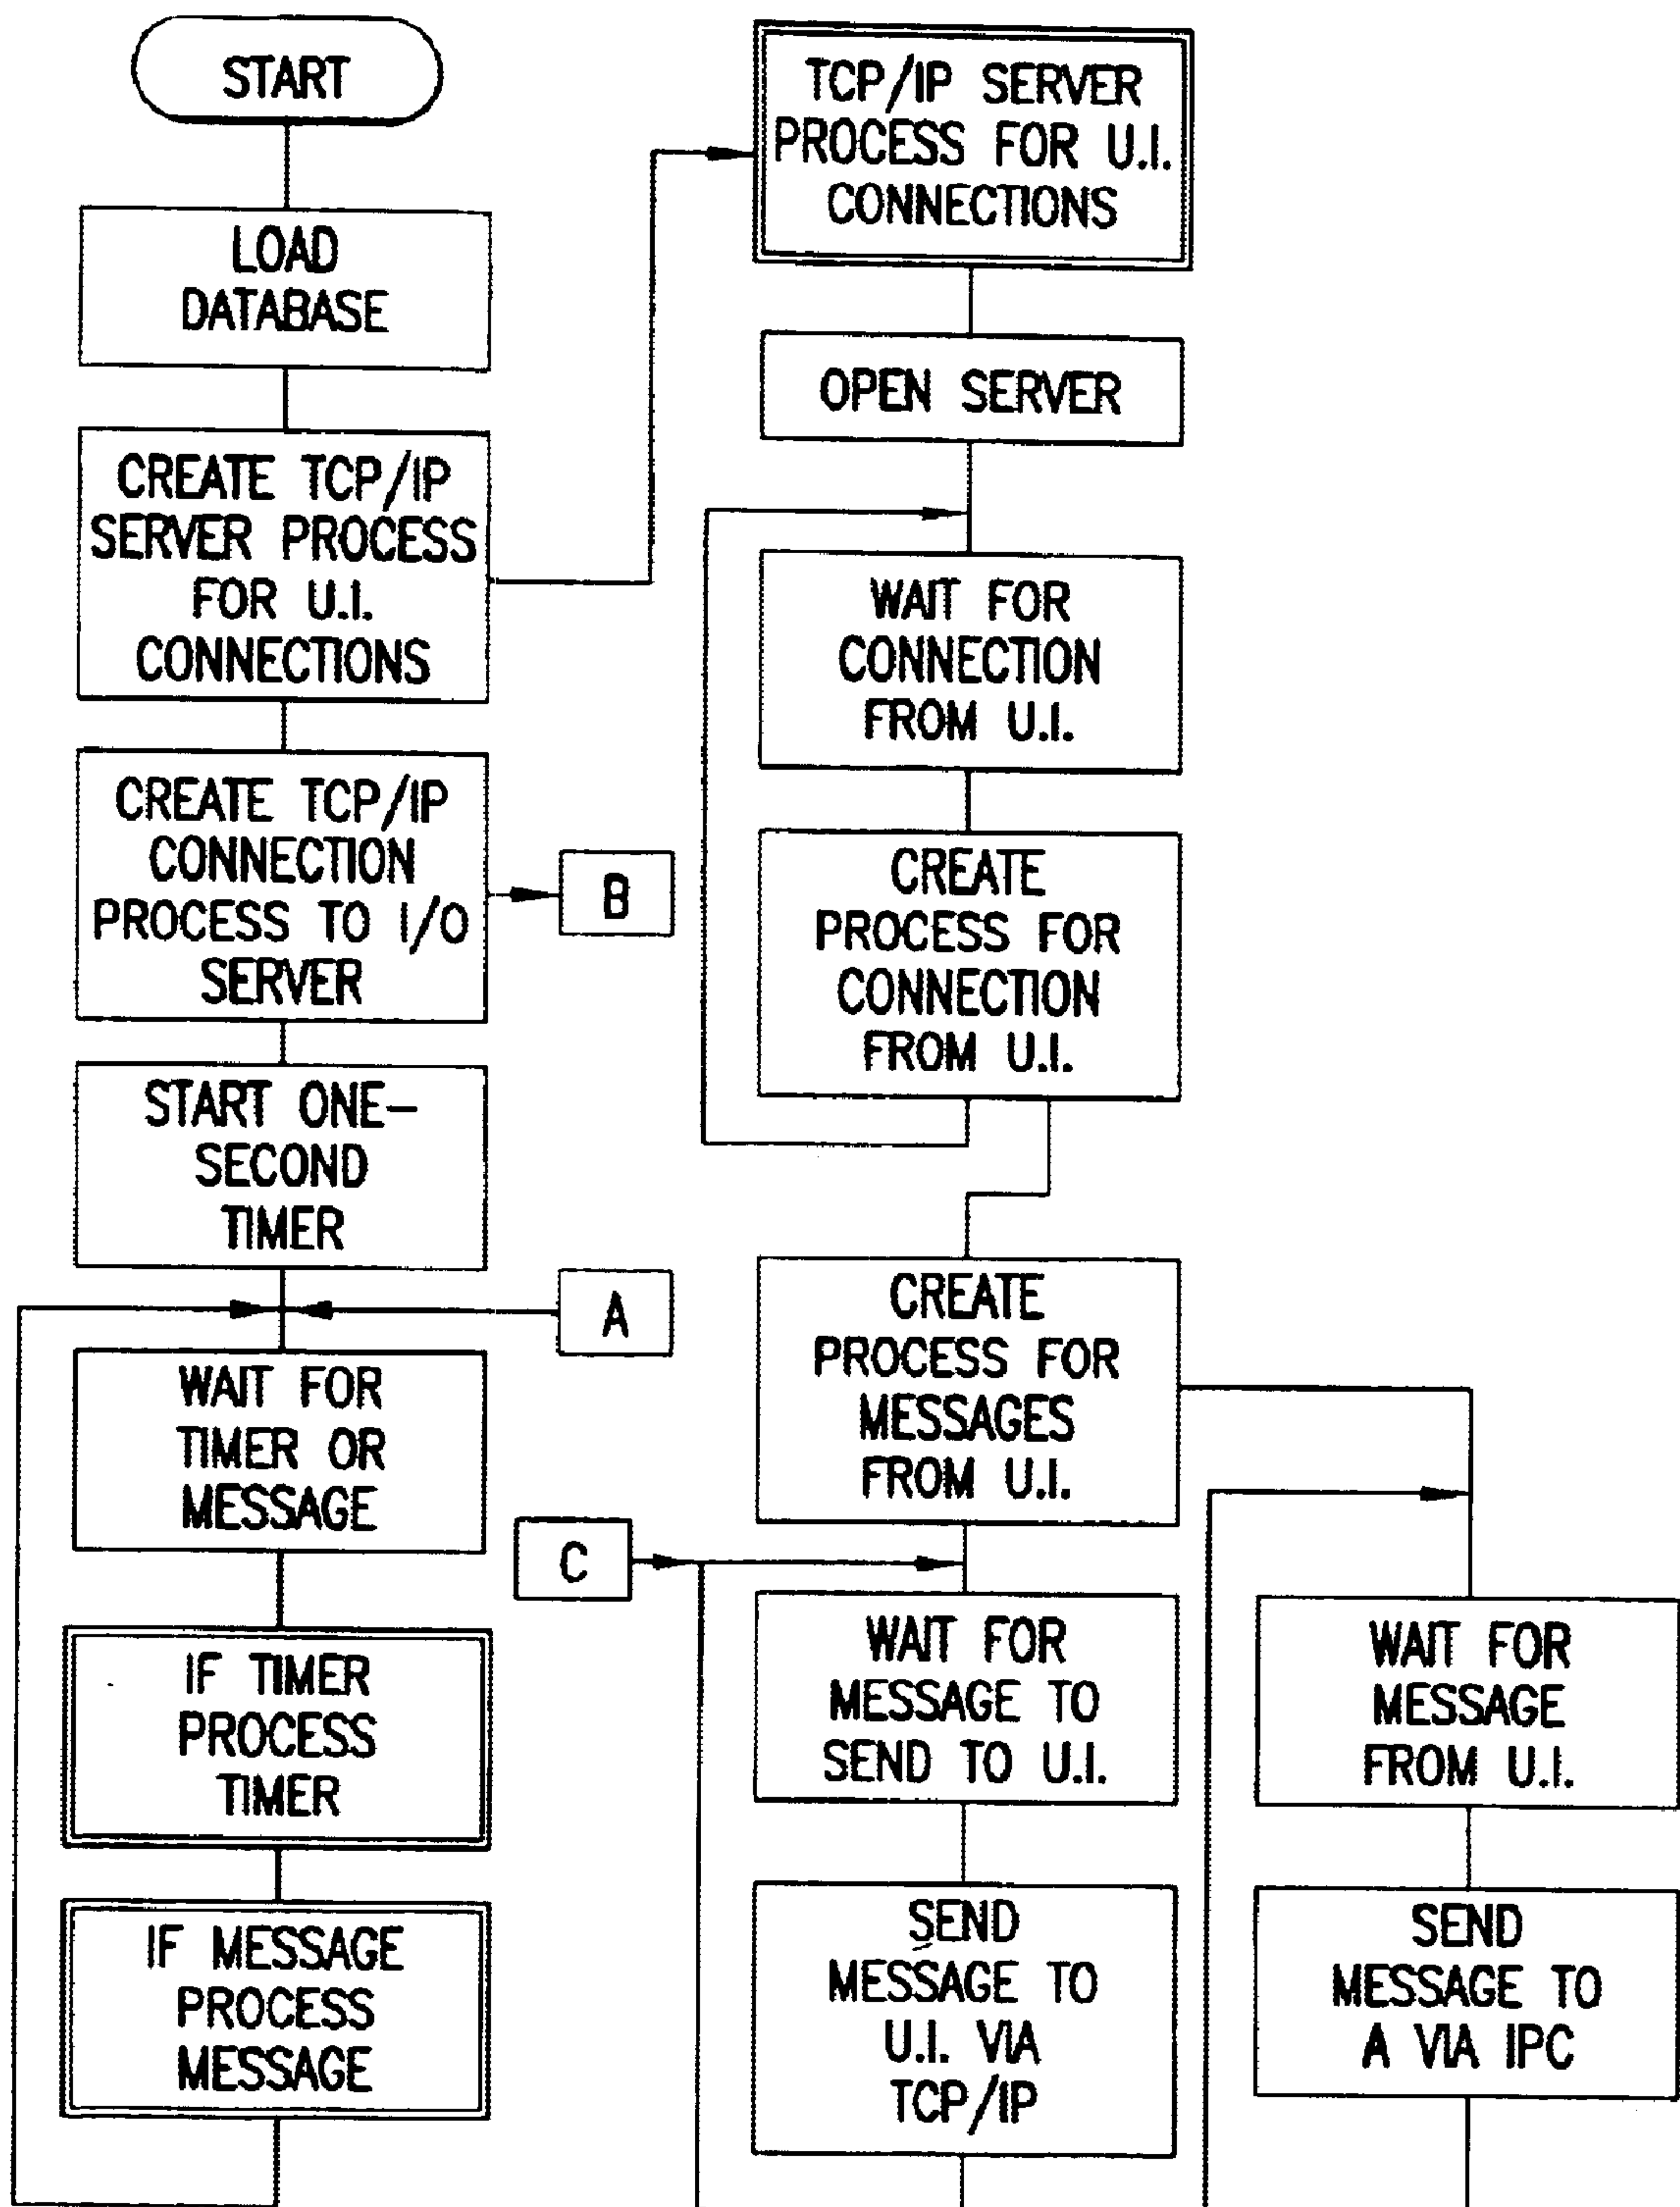 START
LOAD
DATABASE
CREATE TCP/IP
SERVER PROCESS
FOR U.I.
CONNECTIONS
CREATE TCP/IP
CONNECTION
PROCESS TO I/O
SERVER
B
START ONE-
SECOND
TIMER
A
WAIT FOR
TIMER OR
MESSAGE
IF TIMER
PROCESS
TIMER
IF MESSAGE
PROCESS
MESSAGE
TCP/IP SERVER
PROCESS FOR U.I.
CONNECTIONS
OPEN SERVER
WAIT FOR
CONNECTION
FROM U.I.
CREATE
PROCESS FOR
CONNECTION
FROM U.I.
CREATE
PROCESS FOR
MESSAGES
FROM U.I.
C
WAIT FOR
MESSAGE TO
SEND TO U.I.
SEND
MESSAGE TO
U.I. VIA
TCP/IP
WAIT FOR
MESSAGE
FROM U.I.
SEND
MESSAGE TO
A VIA IPC